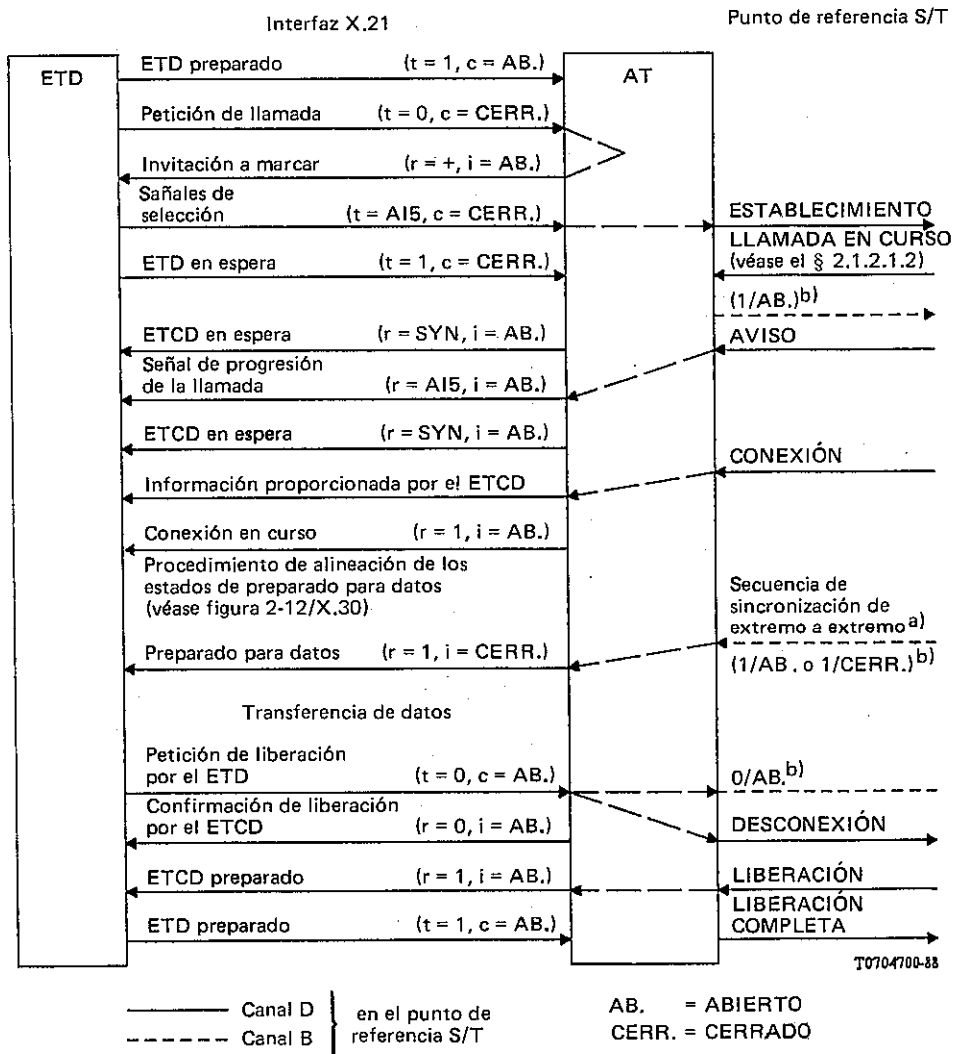 Interfaz X.21
Punto de referencia S/T
ETD
AT
ETD preparado (t = 1, c = AB.)
Petición de llamada (t = 0, c = CERR.)
Invitación a marcar (r = +, i = AB.)
Sañales de
selección (t = AI5, c = CERR.)
ESTABLECIMIENTO
LLAMADA EN CURSO
(véase el § 2.1.2.1.2)
ETD en espera (t = 1, c = CERR.)
(1/AB.)b)
ETCD en espera (r = SYN, i = AB.)
AVISO
Señal de progresión
de la llamada (r = AI5, i = AB.)
ETCD en espera (r = SYN, i = AB.)
CONEXIÓN
Información proporcionada por el ETCD
Conexión en curso (r = 1, i = AB.)
Procedimiento de alineación de los
estados de preparado para datos
(véase figura 2-12/X.30)
Secuencia de
sincronización de
extremo a extremoa)
Preparado para datos (r = 1, i = CERR.)
(1/AB. o 1/CERR.)b)
Transferencia de datos
Petición de liberación
por el ETD (t = 0, c = AB.)
0/AB.b)
Confirmación de liberación
por el ETCD (r = 0, i = AB.)
DESCONEXIÓN
ETCD preparado (r = 1, i = AB.)
LIBERACIÓN
LIBERACIÓN
COMPLETA
ETD preparado (t = 1, c = AB.)
T0704700-88
Canal D
Canal B
en el punto de
referencia S/T
AB. = ABIERTO
CERR. = CERRADO